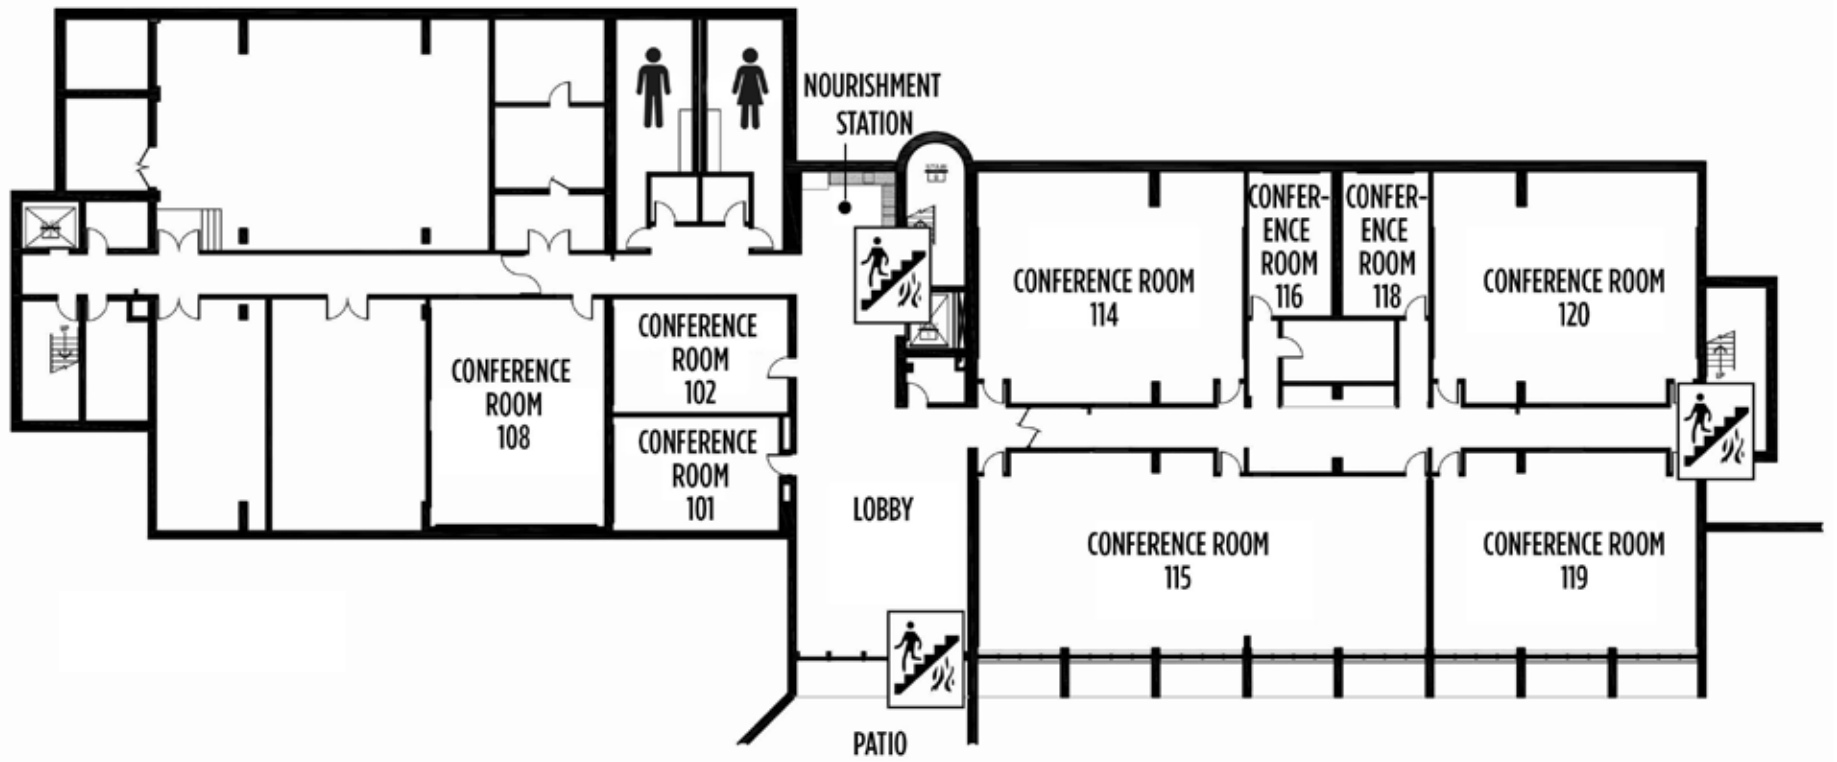 NOURISHMENT
STATION
CONFERENCE
ROOM
102
CONFERENCE
ROOM
108
CONFERENCE
ROOM
101
LOBBY
PATIO
CONFERENCE ROOM
114
CONFER-
ENCE
ROOM
116
CONFER-
ENCE
ROOM
118
CONFERENCE ROOM
120
CONFERENCE ROOM
115
CONFERENCE ROOM
119